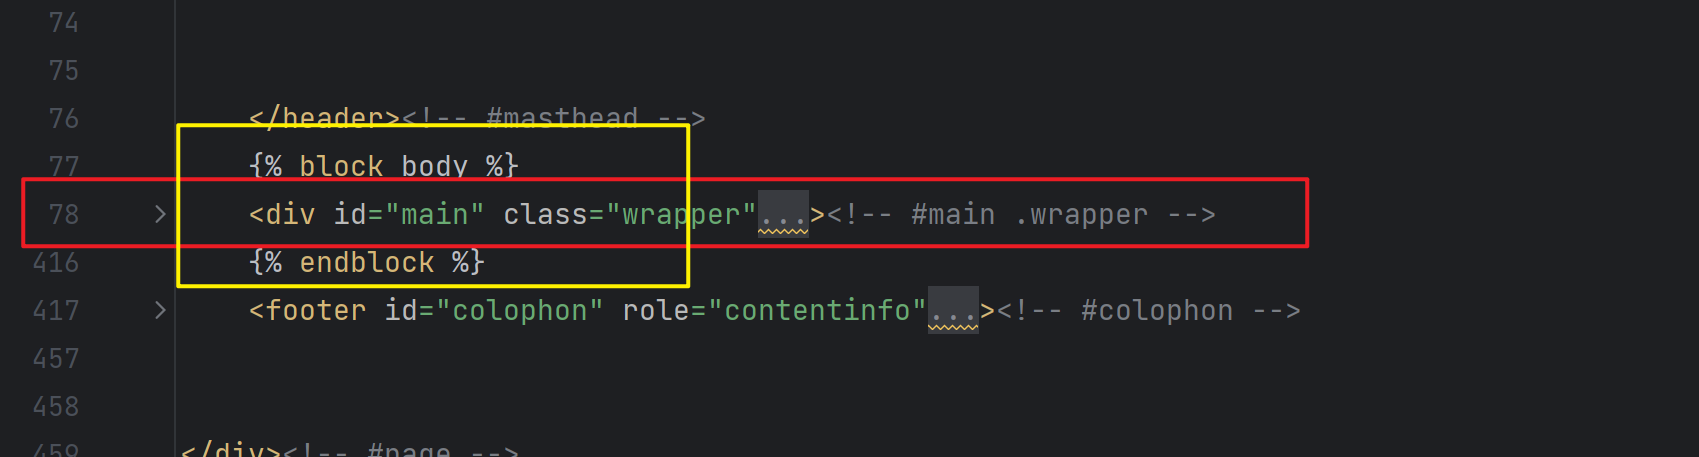 74
75
76 </header><!-- #masthead -->
77 {% block body %}
78 <div id="main" class="wrapper"...><!-- #main .wrapper -->
416 {% endblock %}
417 <footer id="colophon" role="contentinfo"...><!-- #colophon -->
457
458
459 </div><!-- #page -->